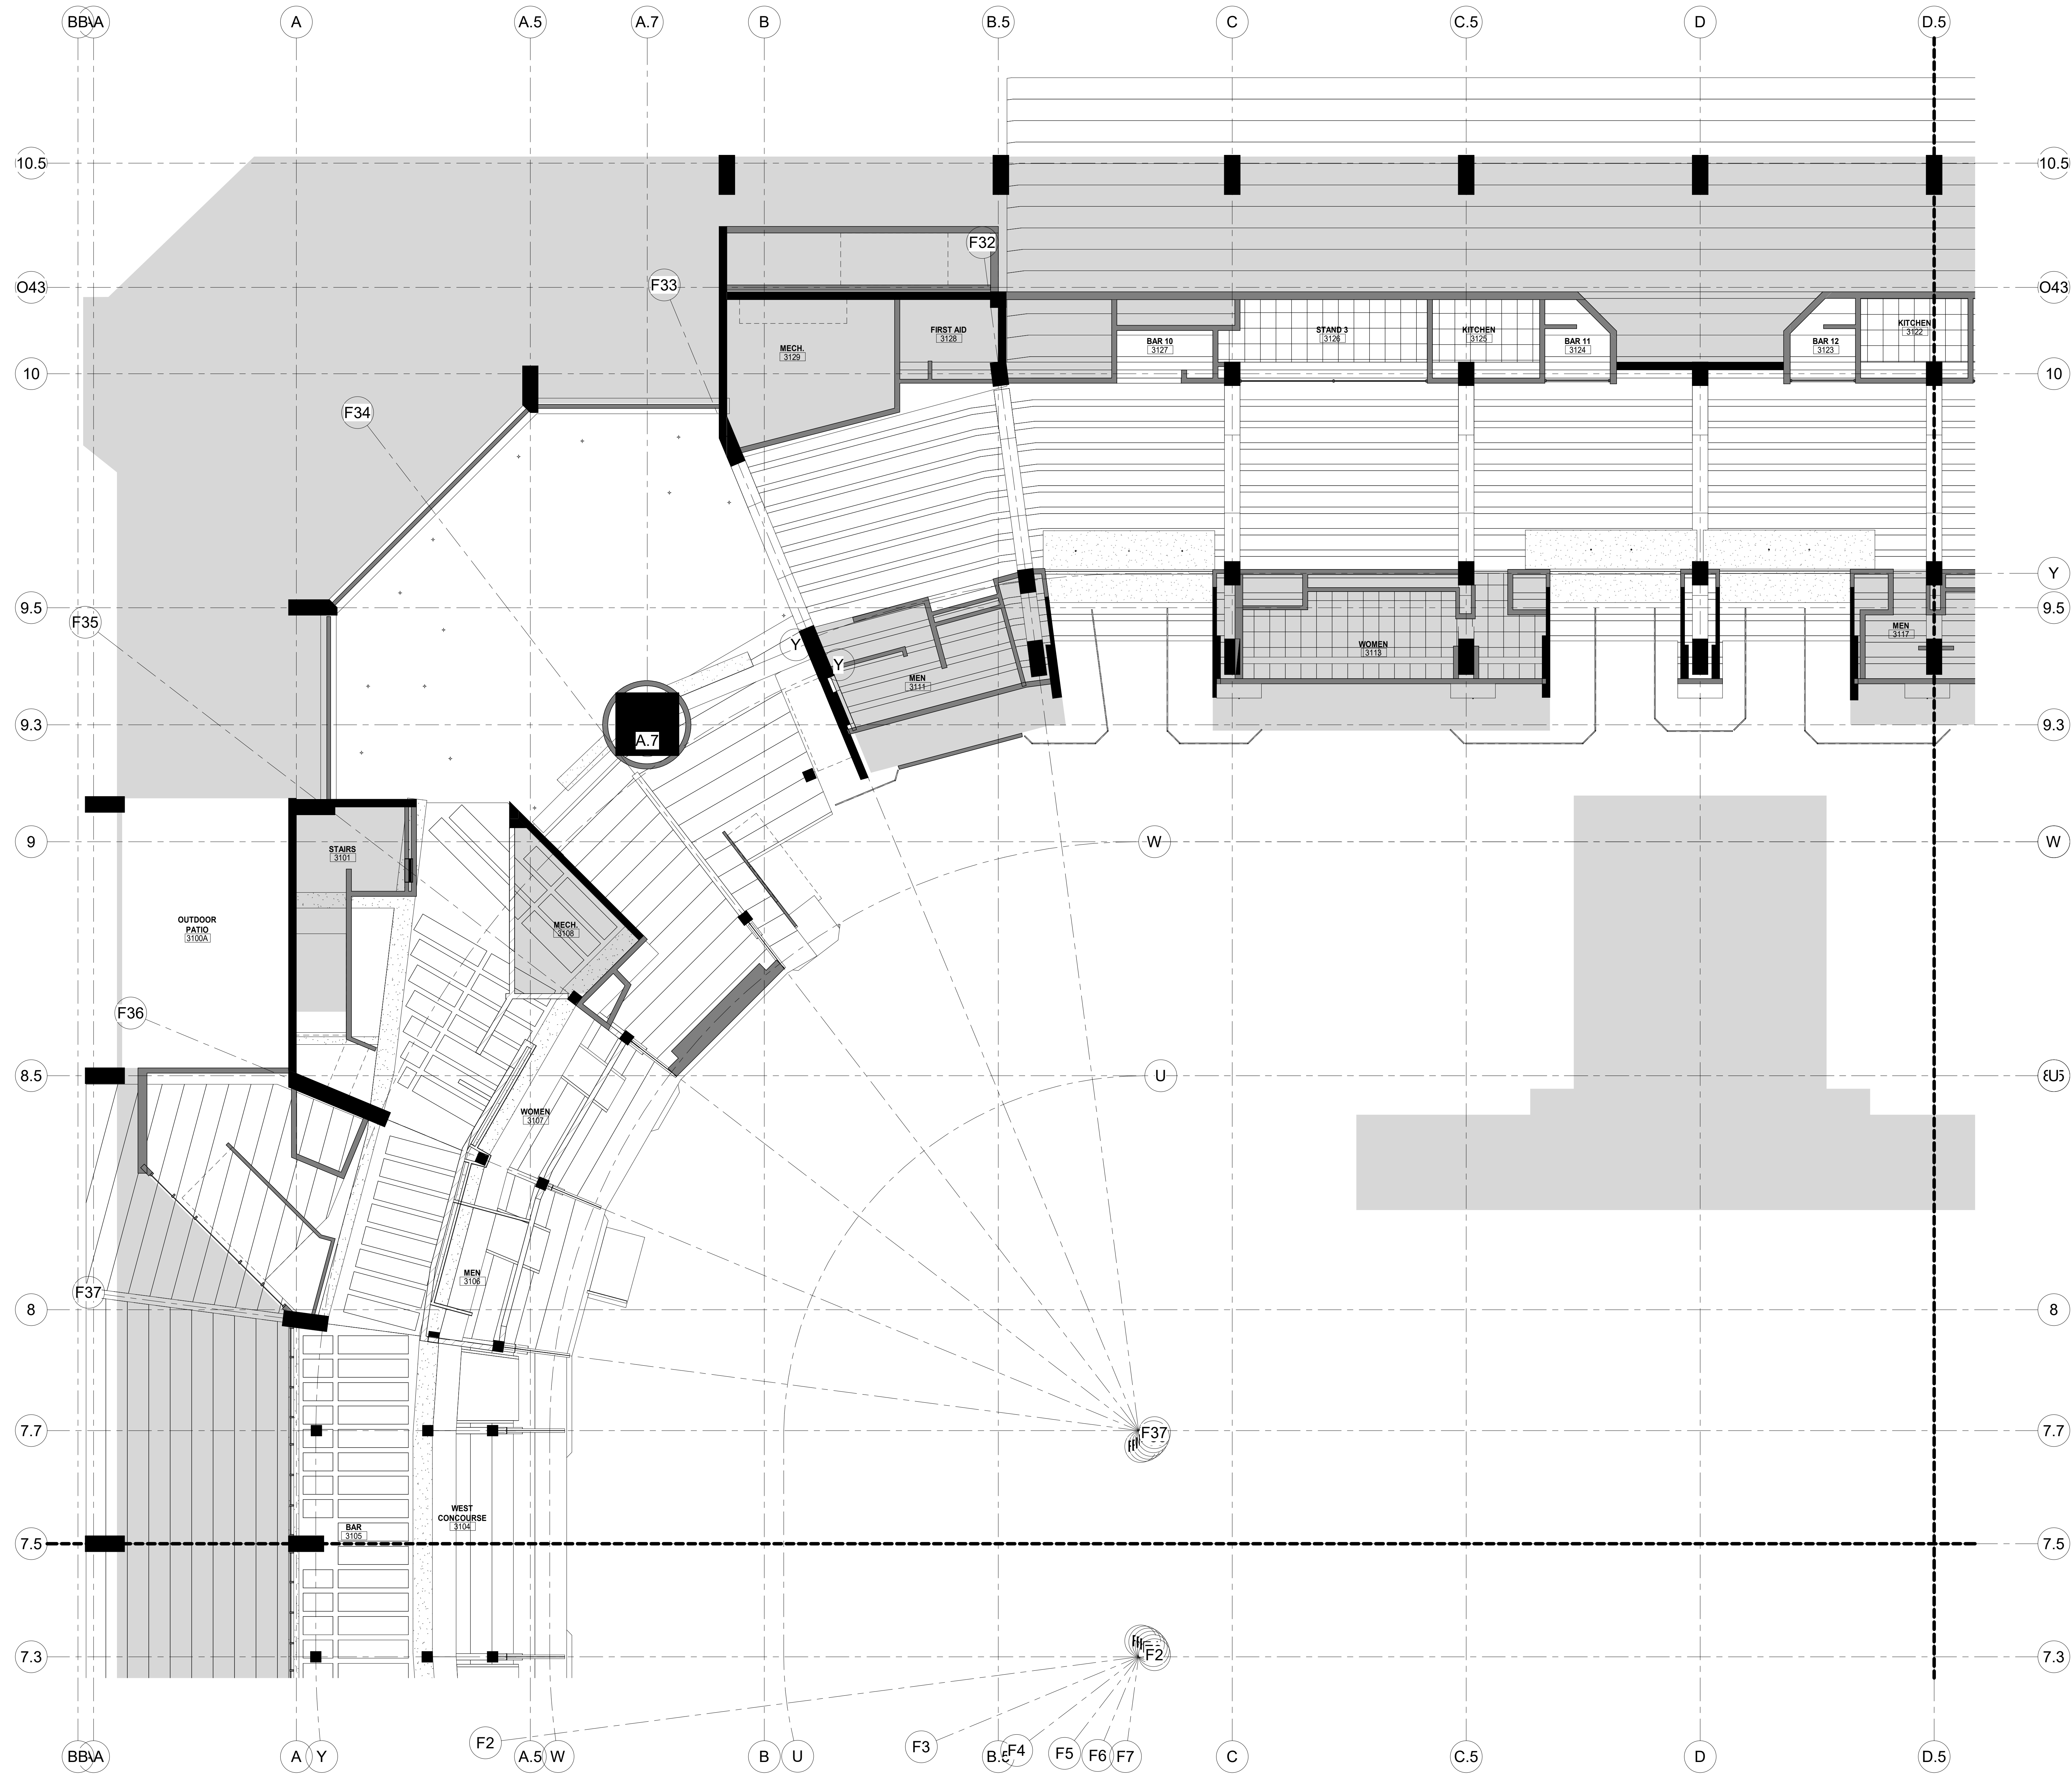 A
A.5
A.7
B
B.5
C
C.5
D
D.5
10.5
10.5
F32
F33
O43
O43
FIRST AID
3128
STAND 3
3126
KITCHEN
3125
KITCHEN
3122
BAR 10
3127
BAR 11
3124
BAR 12
3123
MECH.
3129
10
10
F34
Y
9.5
9.5
F35
MEN
3117
Y
WOMEN
3113
Y
MEN
3111
9.3
9.3
A.7
9
W
W
STAIRS
3101
OUTDOOR
PATIO
3100A
MECH.
3108
F36
8.5
U
WOMEN
3107
MEN
3106
F37
8
8
7.7
F37
7.7
WEST
CONCOURSE
3104
BAR
3105
7.5
7.5
7.3
F2
7.3
F2
F3
F4
F5
F6
F7
A
Y
A.5
W
B
U
C
C.5
D
D.5